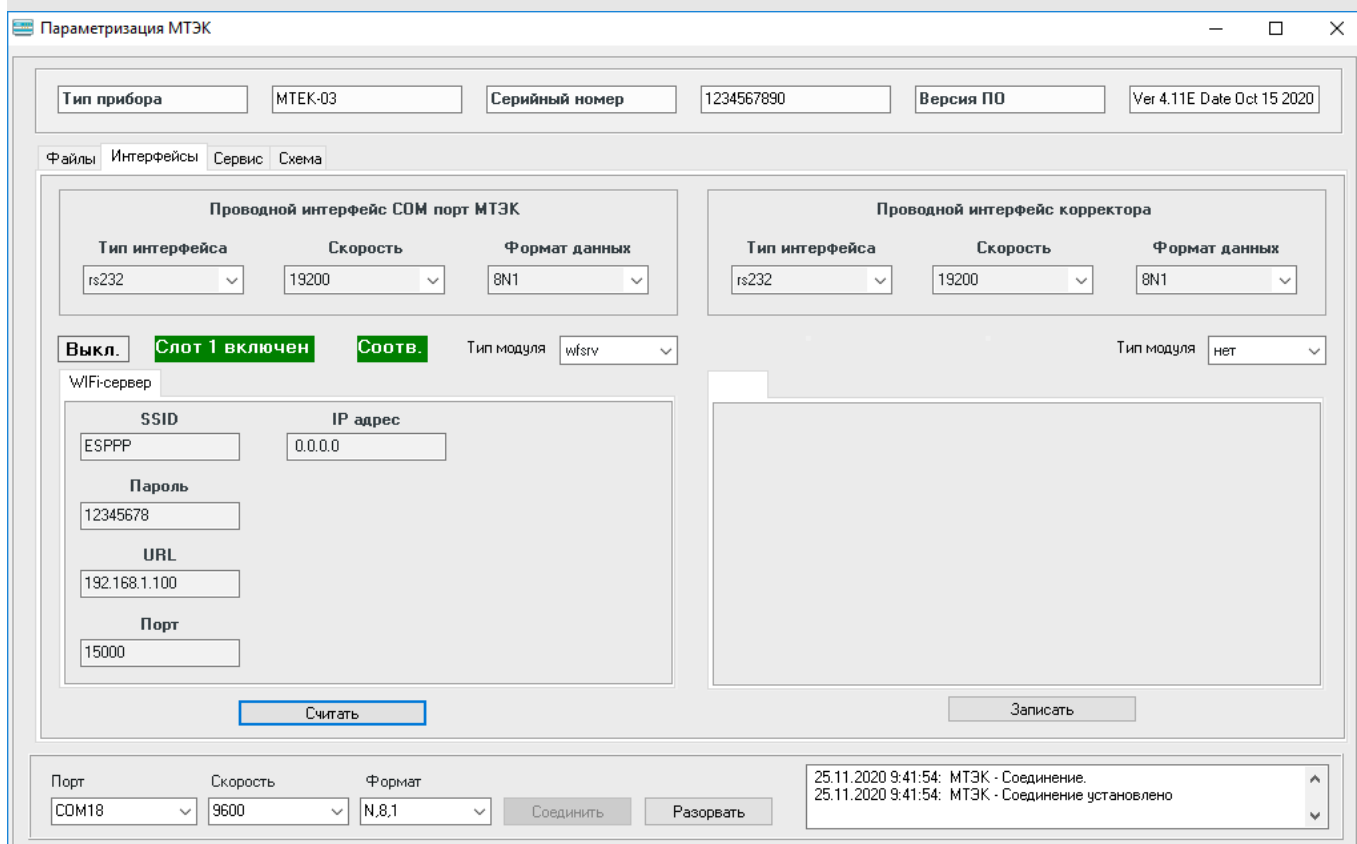 Параметризация МТЭК
Тип прибора MTEK-03 Серийный номер 1234567890 Версия ПО Ver 4.11E Date Oct 15 2020
Файлы Интерфейсы Сервис Схема
Проводной интерфейс COM порт МТЭК
Тип интерфейса Скорость Формат данных
rs232 19200 8N1
Проводной интерфейс корректора
Тип интерфейса Скорость Формат данных
rs232 19200 8N1
Выкл. Слот 1 включен Соотв. Тип модуля wfsrv
Тип модуля нет
WIFi-сервер
SSID IP адрес
ESPPP 0.0.0.0
Пароль
12345678
URL
192.168.1.100
Порт
15000
Считать
Записать
Порт Скорость Формат
COM18 9600 N,8,1 Соединить Разорвать
25.11.2020 9:41:54: МТЭК - Соединение.
25.11.2020 9:41:54: МТЭК - Соединение установлено